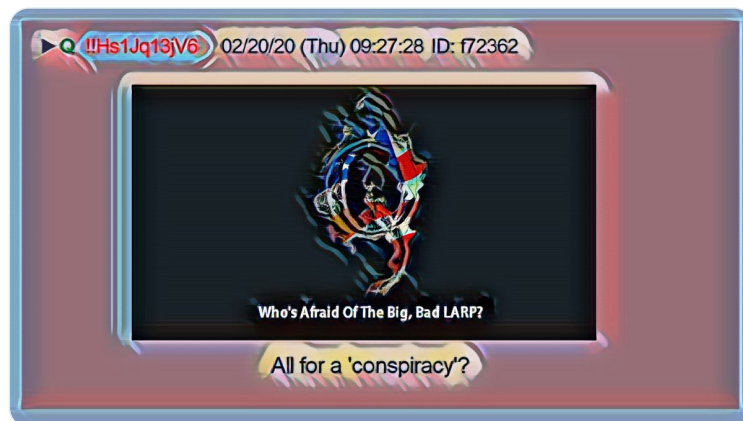 ▶Q !!Hs1Jq13jV6 02/20/20 (Thu) 09:27:28 ID: f72362
Who's Afraid Of The Big, Bad LARP?
All for a 'conspiracy'?